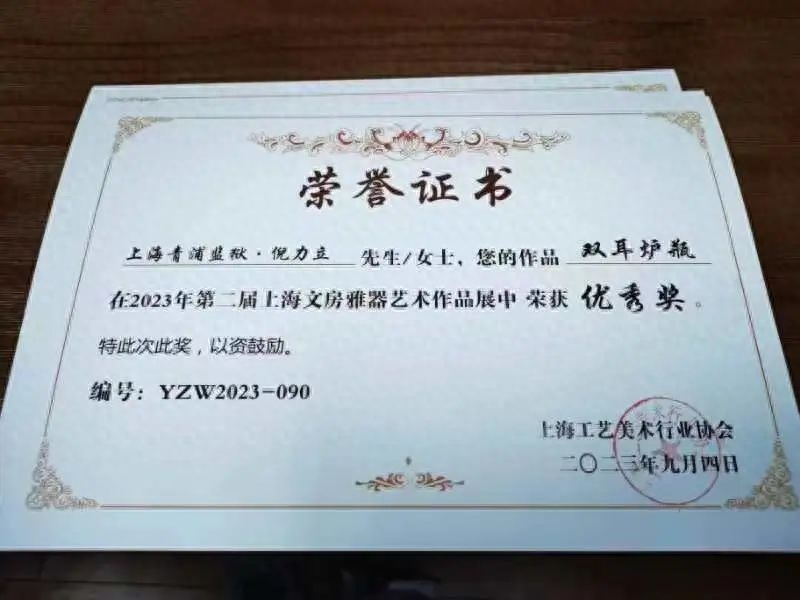 荣誉证书
上海青浦监狱·倪力立 先生/女士，您的作品 双耳炉瓶
在2023年第二届上海文房雅器艺术作品展中 荣获 优秀奖。
特此次此奖，以资鼓励。
编号：YZW2023-090
上海工艺美术行业协会
二〇二三年九月四日